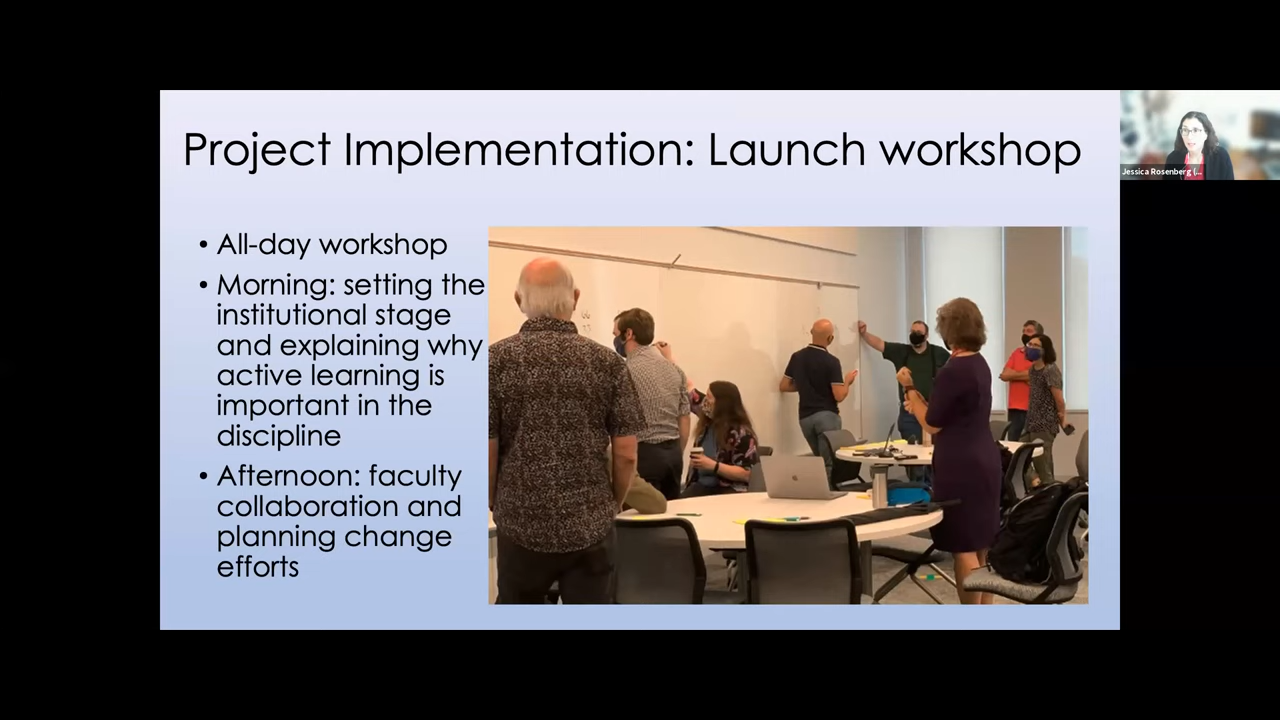 Project Implementation: Launch workshop
• All-day workshop
• Morning: setting the
institutional stage
and explaining why
active learning is
important in the
discipline
• Afternoon: faculty
collaboration and
planning change
efforts
Jessica Rosenberg (...